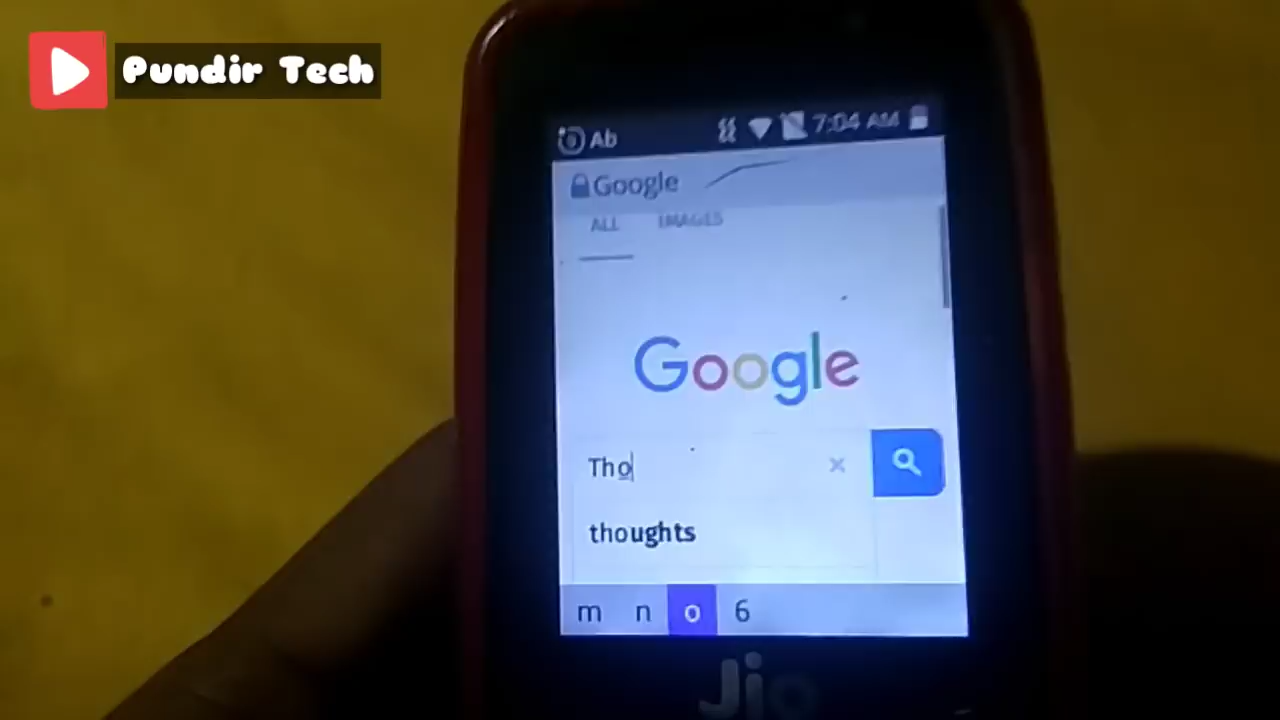 Pundir Tech
Ab 7:04 AM
Google
ALL IMAGES
Google
Tho
thoughts
m n o 6
Jio